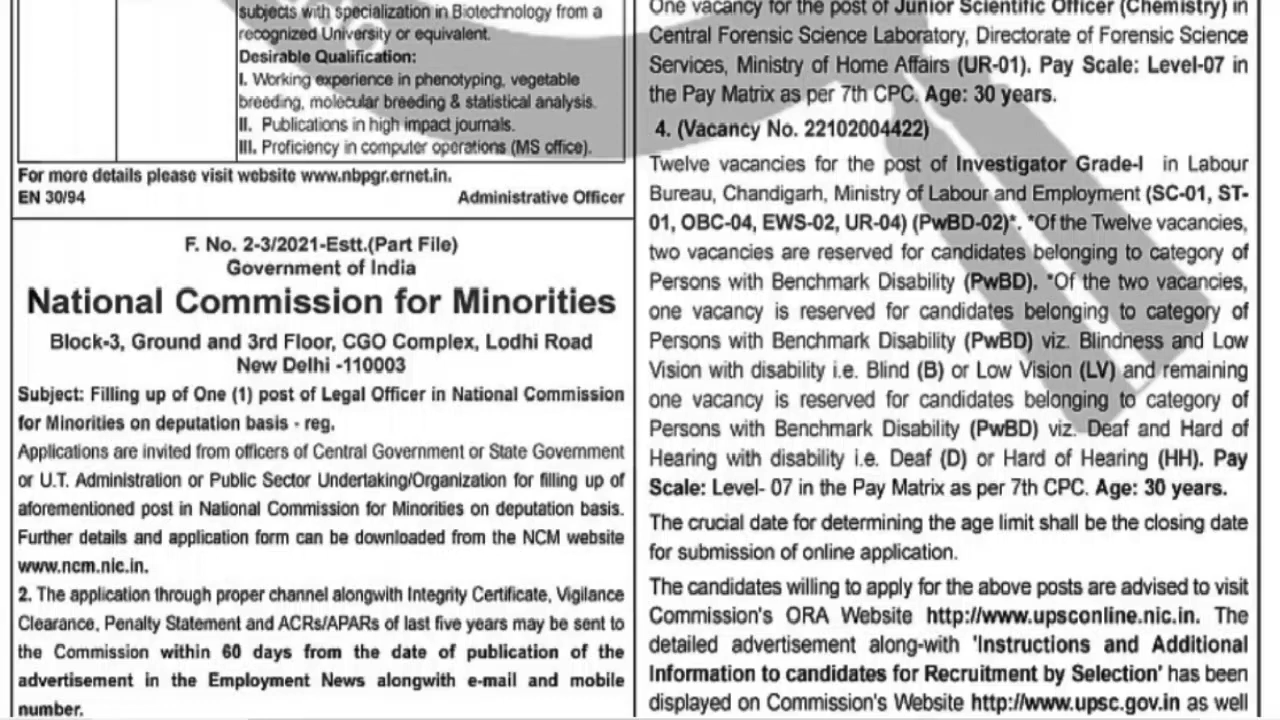 subjects with specialization in Biotechnology from a
recognized University or equivalent.
Desirable Qualification:
I. Working experience in phenotyping, vegetable
breeding, molecular breeding & statistical analysis.
II. Publications in high impact journals.
III. Proficiency in computer operations (MS office).
For more details please visit website www.nbpgr.ernet.in.
EN 30/94 Administrative Officer
F. No. 2-3/2021-Estt.(Part File)
Government of India
National Commission for Minorities
Block-3, Ground and 3rd Floor, CGO Complex, Lodhi Road
New Delhi -110003
Subject: Filling up of One (1) post of Legal Officer in National Commission
for Minorities on deputation basis - reg.
Applications are invited from officers of Central Government or State Government
or U.T. Administration or Public Sector Undertaking/Organization for filling up of
aforementioned post in National Commission for Minorities on deputation basis.
Further details and application form can be downloaded from the NCM website
www.ncm.nic.in.
2. The application through proper channel alongwith Integrity Certificate, Vigilance
Clearance, Penalty Statement and ACRs/APARs of last five years may be sent to
the Commission within 60 days from the date of publication of the
advertisement in the Employment News alongwith e-mail and mobile
number.
One vacancy for the post of Junior Scientific Officer (Chemistry) in
Central Forensic Science Laboratory, Directorate of Forensic Science
Services, Ministry of Home Affairs (UR-01). Pay Scale: Level-07 in
the Pay Matrix as per 7th CPC. Age: 30 years.
4. (Vacancy No. 22102004422)
Twelve vacancies for the post of Investigator Grade-I in Labour
Bureau, Chandigarh, Ministry of Labour and Employment (SC-01, ST-
01, OBC-04, EWS-02, UR-04) (PwBD-02)*. *Of the Twelve vacancies,
two vacancies are reserved for candidates belonging to category of
Persons with Benchmark Disability (PwBD). *Of the two vacancies,
one vacancy is reserved for candidates belonging to category of
Persons with Benchmark Disability (PwBD) viz. Blindness and Low
Vision with disability i.e. Blind (B) or Low Vision (LV) and remaining
one vacancy is reserved for candidates belonging to category of
Persons with Benchmark Disability (PwBD) viz. Deaf and Hard of
Hearing with disability i.e. Deaf (D) or Hard of Hearing (HH). Pay
Scale: Level- 07 in the Pay Matrix as per 7th CPC. Age: 30 years.
The crucial date for determining the age limit shall be the closing date
for submission of online application.
The candidates willing to apply for the above posts are advised to visit
Commission's ORA Website http://www.upsconline.nic.in. The
detailed advertisement along-with 'Instructions and Additional
Information to candidates for Recruitment by Selection' has been
displayed on Commission's Website http://www.upsc.gov.in as well